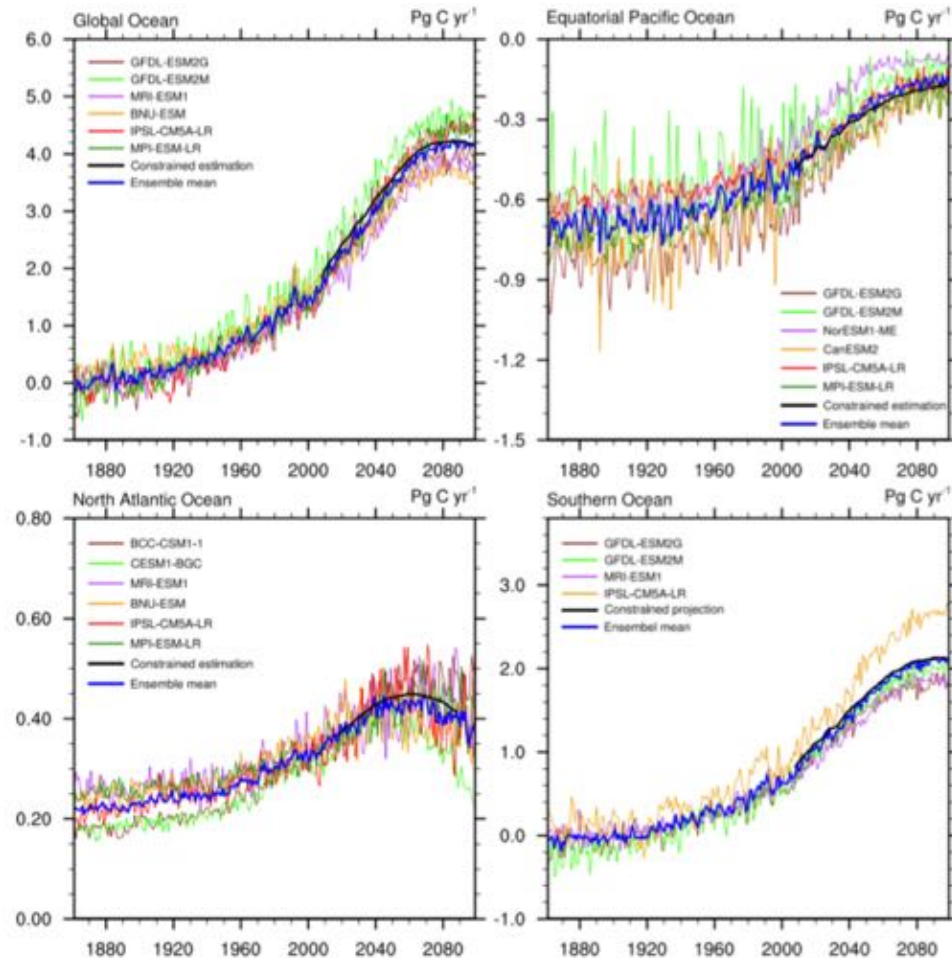 Global Ocean Pg C yr-1
6.0
5.0
4.0
3.0
2.0
1.0
0.0
-1.0
GFDL-ESM2G
GFDL-ESM2M
MRI-ESM1
BNU-ESM
IPSL-CM5A-LR
MPI-ESM-LR
Constrained estimation
Ensemble mean
1880 1920 1960 2000 2040 2080
Equatorial Pacific Ocean Pg C yr-1
0.0
-0.3
-0.6
-0.9
-1.2
-1.5
GFDL-ESM2G
GFDL-ESM2M
NorESM1-ME
CanESM2
IPSL-CM5A-LR
MPI-ESM-LR
Constrained estimation
Ensemble mean
1880 1920 1960 2000 2040 2080
North Atlantic Ocean Pg C yr-1
0.80
0.60
0.40
0.20
0.00
BCC-CSM1-1
CESM1-BGC
MRI-ESM1
BNU-ESM
IPSL-CM5A-LR
MPI-ESM-LR
Constrained estimation
Ensemble mean
1880 1920 1960 2000 2040 2080
Southern Ocean Pg C yr-1
3.0
2.0
1.0
0.0
-1.0
GFDL-ESM2G
GFDL-ESM2M
MRI-ESM1
IPSL-CM5A-LR
Constrained projection
Ensembel mean
1880 1920 1960 2000 2040 2080